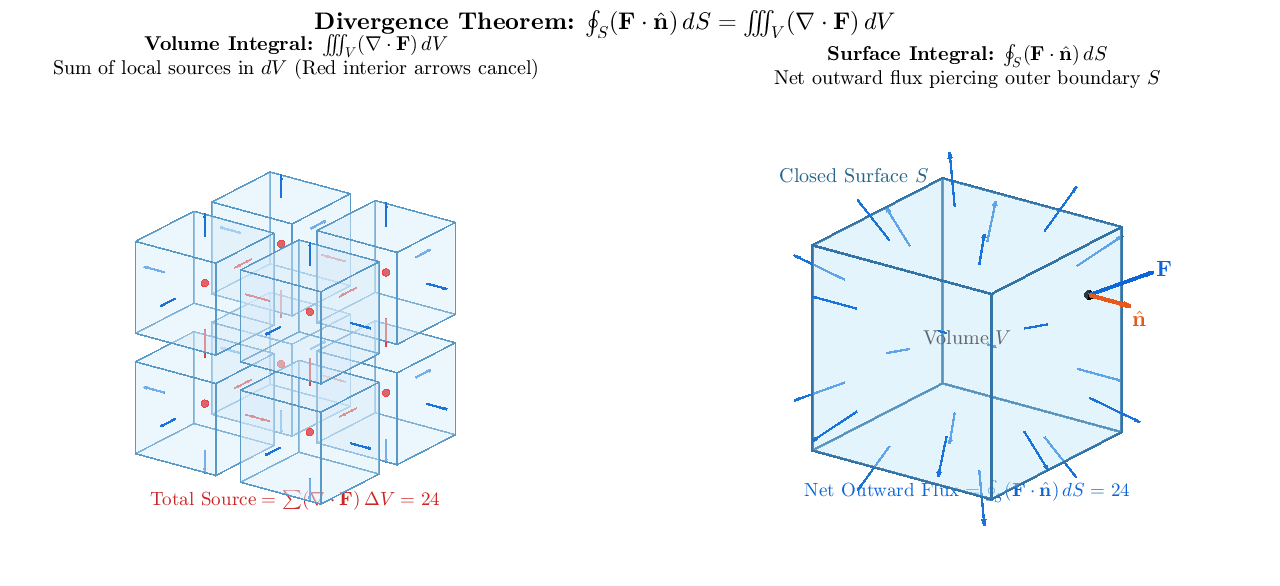 Divergence Theorem: ∮_S(F · n̂) dS = ∭_V(∇ · F) dV
Volume Integral: ∭_V(∇ · F) dV
Sum of local sources in dV (Red interior arrows cancel)
Surface Integral: ∮_S(F · n̂) dS
Net outward flux piercing outer boundary S
Closed Surface S
F
n̂
Volume V
Total Source = ∑(∇ · F) ΔV = 24
Net Outward Flux = ∮_S(F · n̂) dS = 24